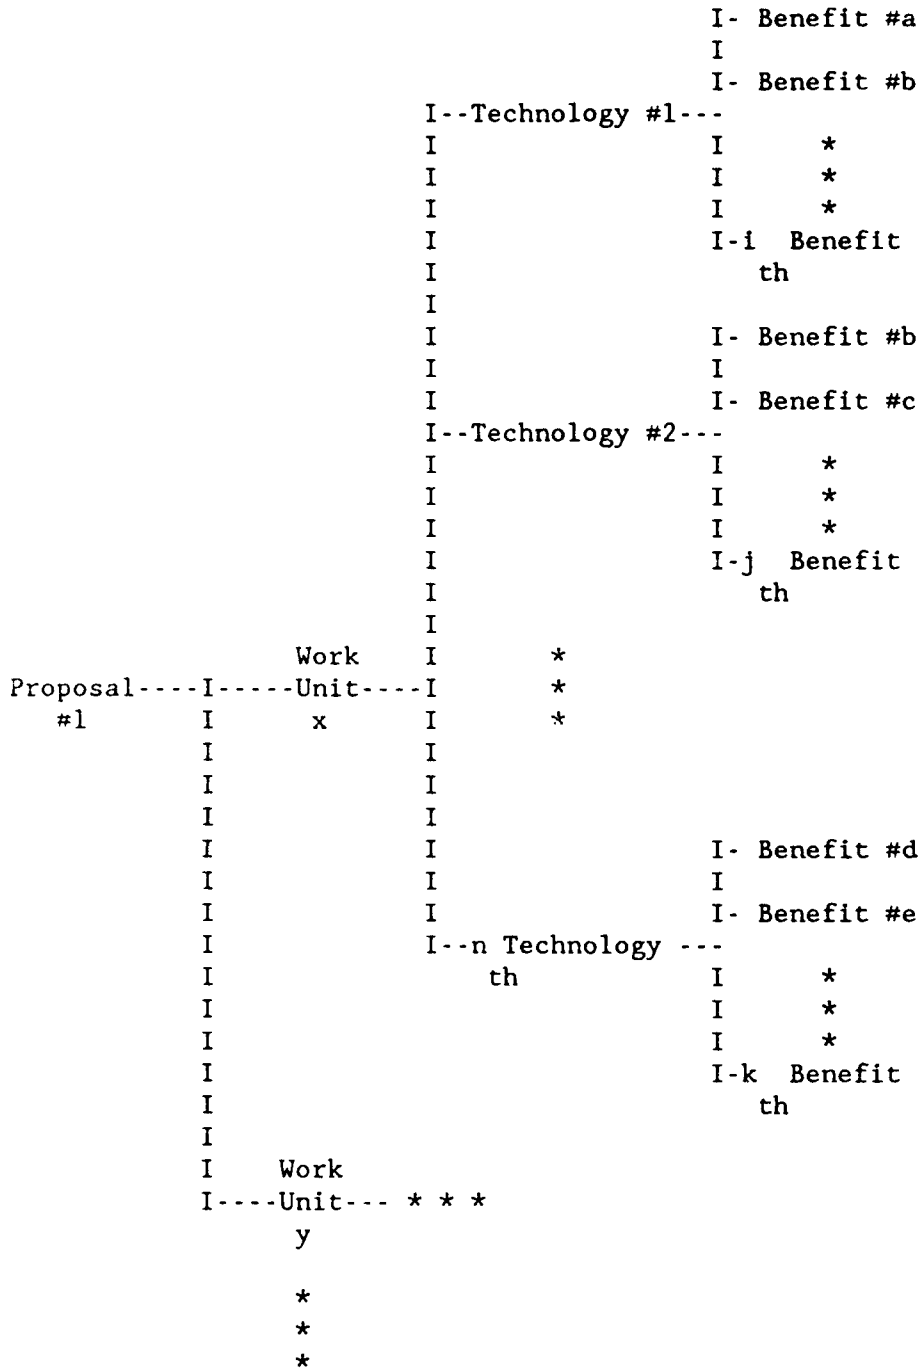 I- Benefit #a
                                                                      I
                                                                      I- Benefit #b
                                          I--Technology #1---
                                          I                           I      *
                                          I                           I      *
                                          I                           I      *
                                          I                           I-i  Benefit
                                          I                              th
                                          I
                                          I                           I- Benefit #b
                                          I                           I
                                          I                           I- Benefit #c
                                          I--Technology #2---
                                          I                           I      *
                                          I                           I      *
                                          I                           I      *
                                          I                           I-j  Benefit
                                          I                              th
                                          I
                             Work         I            *
Proposal----I-----Unit----I            *
    #1             I          x          I            *
                    I                     I
                    I                     I
                    I                     I
                    I                     I                           I- Benefit #d
                    I                     I                           I
                    I                     I                           I- Benefit #e
                    I                     I--n Technology ---
                    I                           th                    I      *
                    I                                                 I      *
                    I                                                 I      *
                    I                                                 I-k  Benefit
                    I                                                    th
                    I
                    I      Work
                    I----Unit--- * * *
                             y
                             *
                             *
                             *